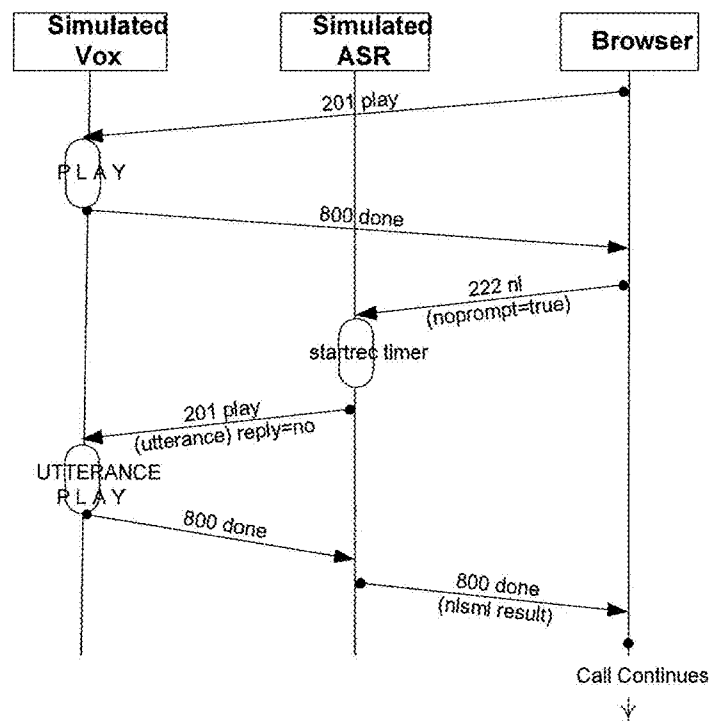 Simulated
Vox
Simulated
ASR
Browser
201 play
P L A Y
800 done
222 nl
(noprompt=true)
startrec timer
201 play
(utterance) reply=no
UTTERANCE
P L A Y
800 done
800 done
(nlsml result)
Call Continues